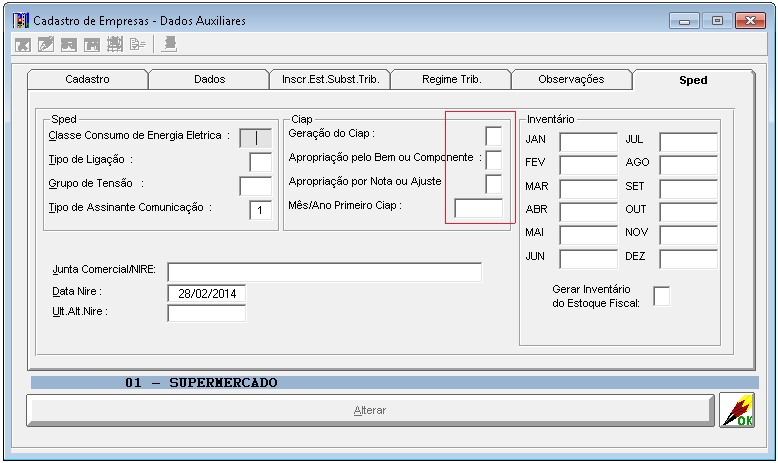 Cadastro de Empresas - Dados Auxiliares
Cadastro
Dados
Inscr.Est.Subst.Trib.
Regime Trib.
Observações
Sped
Sped
Classe Consumo de Energia Eletrica :
Tipo de Ligação :
Grupo de Tensão :
Tipo de Assinante Comunicação : 1
Ciap
Geração do Ciap :
Apropriação pelo Bem ou Componente :
Apropriação por Nota ou Ajuste
Mês/Ano Primeiro Ciap :
Inventário
JAN JUL
FEV AGO
MAR SET
ABR OUT
MAI NOV
JUN DEZ
Gerar Inventário
do Estoque Fiscal:
Junta Comercial/NIRE:
Data Nire : 28/02/2014
Ult.Alt.Nire :
01 - SUPERMERCADO
Alterar
OK